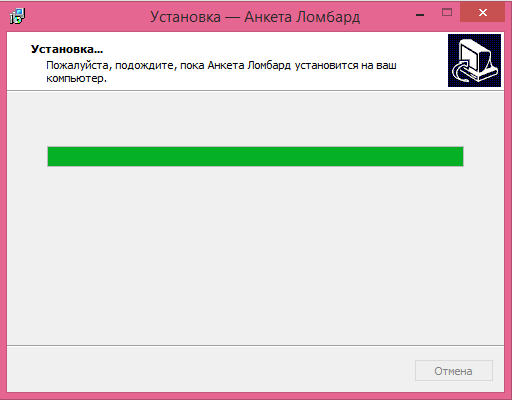 Установка — Анкета Ломбард
Установка...
Пожалуйста, подождите, пока Анкета Ломбард установится на ваш
компьютер.
Отмена